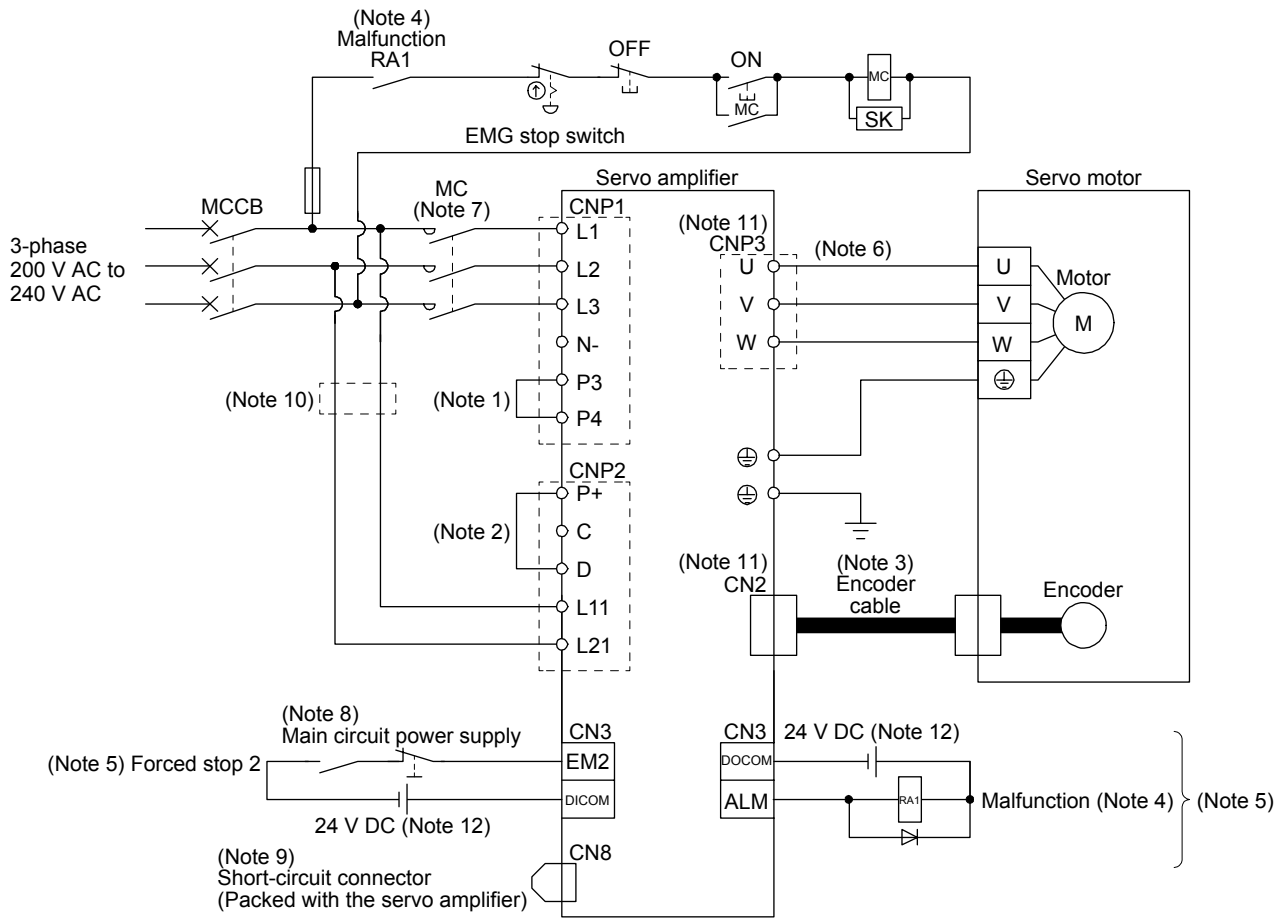 (Note 4)
Malfunction
RA1
OFF
ON
MC
MC
SK
EMG stop switch
Servo amplifier
Servo motor
MCCB
MC
(Note 7)
CNP1
(Note 11)
CNP3
(Note 6)
3-phase
200 V AC to
240 V AC
L1
L2
L3
N-
P3
P4
(Note 1)
(Note 10)
U
V
W
U
V
W
Motor
M
CNP2
P+
C
D
L11
L21
(Note 2)
(Note 11)
CN2
(Note 3)
Encoder
cable
Encoder
(Note 8)
Main circuit power supply
(Note 5) Forced stop 2
24 V DC (Note 12)
CN3
EM2
DICOM
CN3
DOCOM
ALM
24 V DC (Note 12)
RA1
Malfunction (Note 4)
(Note 5)
(Note 9)
Short-circuit connector
(Packed with the servo amplifier)
CN8